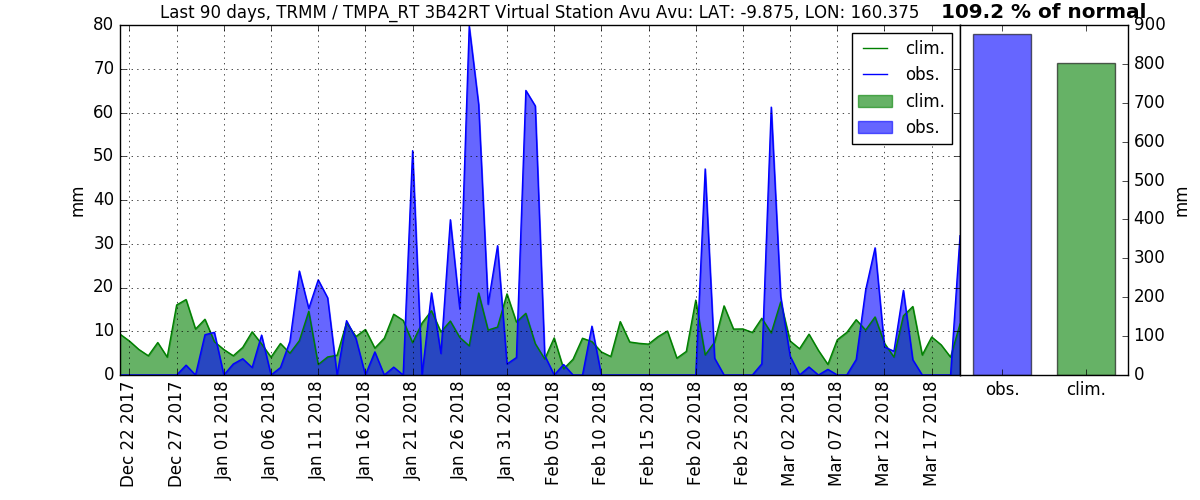 Last 90 days, TRMM / TMPA_RT 3B42RT Virtual Station Avu Avu: LAT: -9.875, LON: 160.375
109.2 % of normal
80
70
60
50
40
30
20
10
0
mm
clim.
obs.
clim.
obs.
900
800
700
600
500
400
300
200
100
0
mm
Dec 22 2017
Dec 27 2017
Jan 01 2018
Jan 06 2018
Jan 11 2018
Jan 16 2018
Jan 21 2018
Jan 26 2018
Jan 31 2018
Feb 05 2018
Feb 10 2018
Feb 15 2018
Feb 20 2018
Feb 25 2018
Mar 02 2018
Mar 07 2018
Mar 12 2018
Mar 17 2018
obs.
clim.